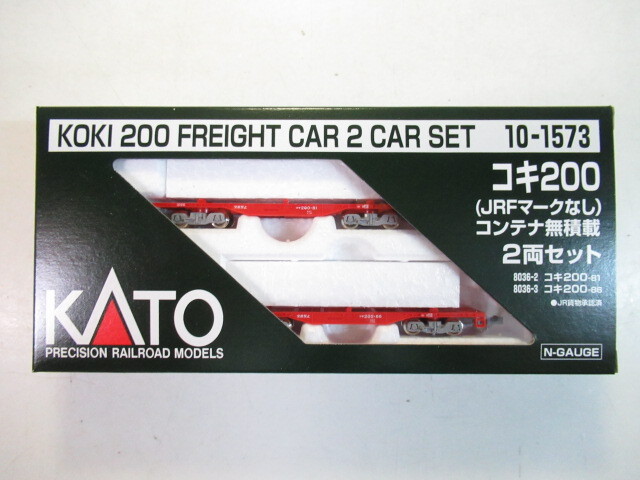 KOKI 200 FREIGHT CAR 2 CAR SET 10-1573
コキ200
(JRFマークなし)
コンテナ無積載
2両セット
8036-2 コキ200-81
8036-3 コキ200-88
●JR貨物承認済
KATO
PRECISION RAILROAD MODELS
N-GAUGE